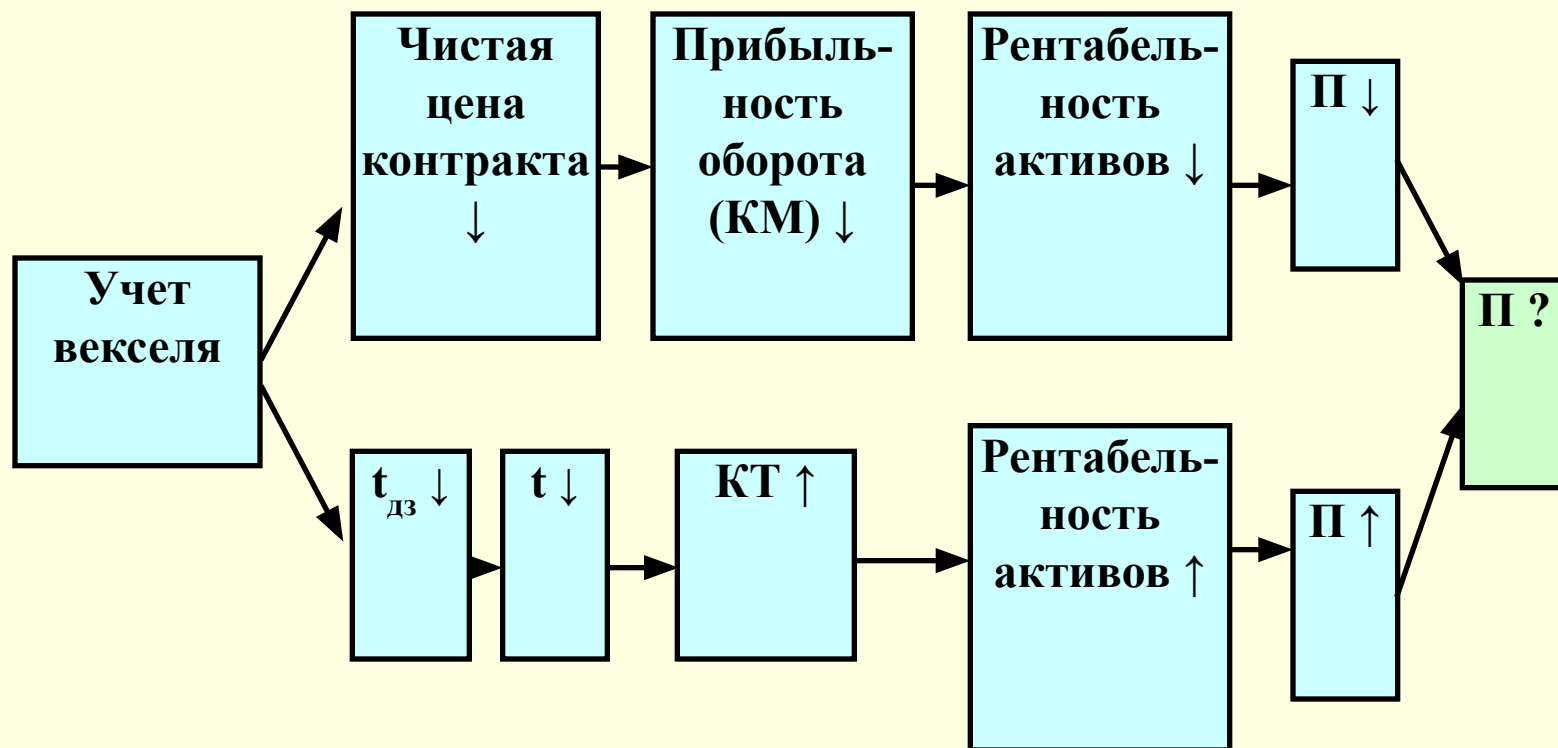 Учет
векселя
Чистая
цена
контракта
↓
Прибыль-
ность
оборота
(КМ) ↓
Рентабель-
ность
активов ↓
П ↓
П ?
tдз ↓
t ↓
КТ ↑
Рентабель-
ность
активов ↑
П ↑